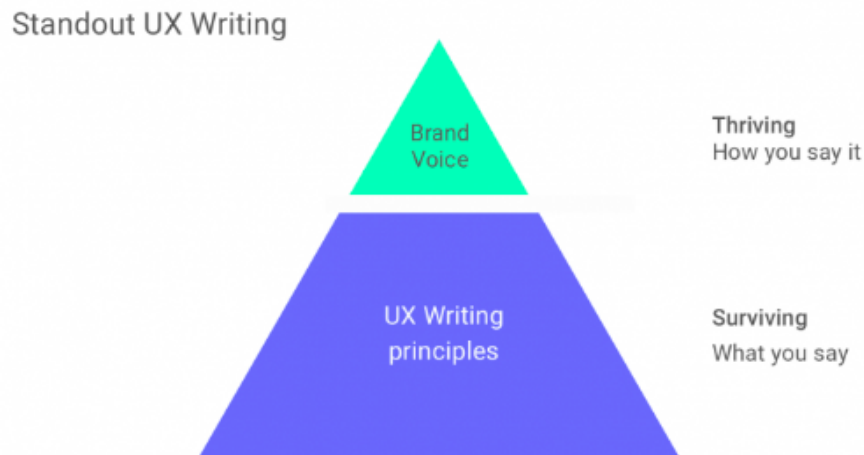 Standout UX Writing
Brand
Voice
Thriving
How you say it
UX Writing
principles
Surviving
What you say